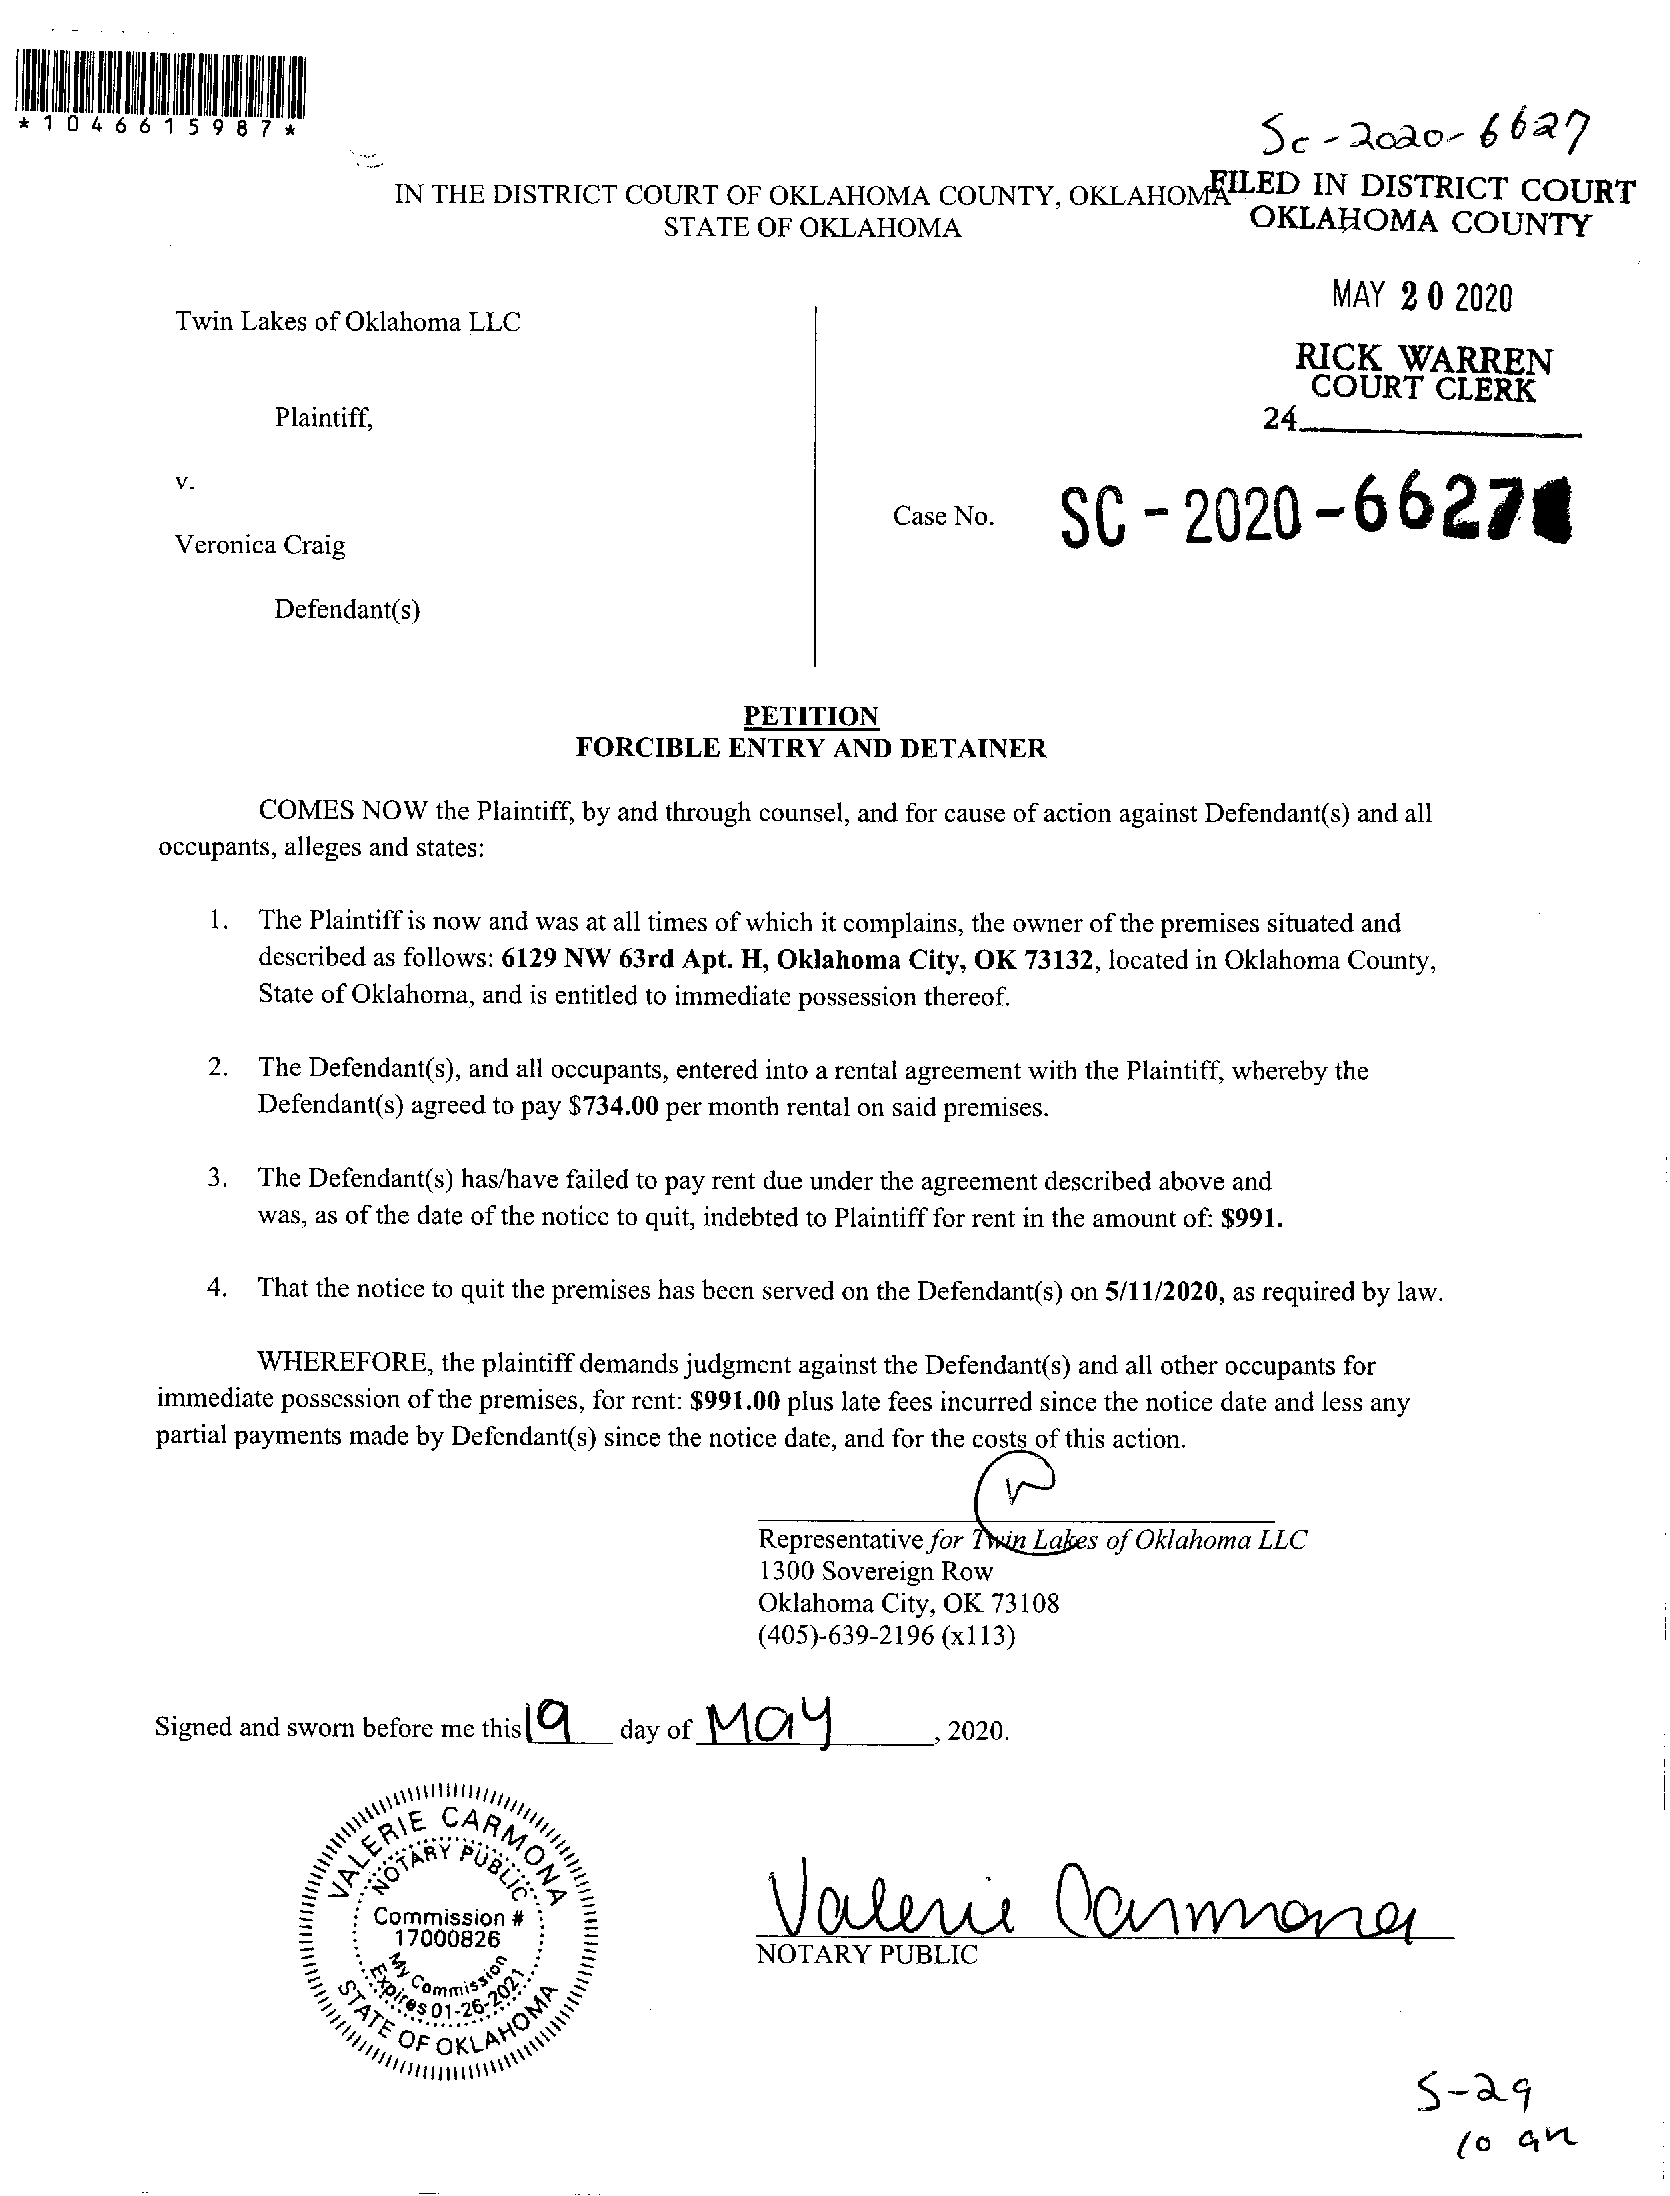 *1046615987*
Sc-2020-6627
IN THE DISTRICT COURT OF OKLAHOMA COUNTY, OKLAHOMA
STATE OF OKLAHOMA
FILED IN DISTRICT COURT
OKLAHOMA COUNTY
MAY 20 2020
RICK WARREN
COURT CLERK
24
Twin Lakes of Oklahoma LLC
Plaintiff,
v.
Case No. SC-2020-6627
Veronica Craig
Defendant(s)
PETITION
FORCIBLE ENTRY AND DETAINER
COMES NOW the Plaintiff, by and through counsel, and for cause of action against Defendant(s) and all
occupants, alleges and states:
1. The Plaintiff is now and was at all times of which it complains, the owner of the premises situated and
described as follows: 6129 NW 63rd Apt. H, Oklahoma City, OK 73132, located in Oklahoma County,
State of Oklahoma, and is entitled to immediate possession thereof.
2. The Defendant(s), and all occupants, entered into a rental agreement with the Plaintiff, whereby the
Defendant(s) agreed to pay $734.00 per month rental on said premises.
3. The Defendant(s) has/have failed to pay rent due under the agreement described above and
was, as of the date of the notice to quit, indebted to Plaintiff for rent in the amount of: $991.
4. That the notice to quit the premises has been served on the Defendant(s) on 5/11/2020, as required by law.
WHEREFORE, the plaintiff demands judgment against the Defendant(s) and all other occupants for
immediate possession of the premises, for rent: $991.00 plus late fees incurred since the notice date and less any
partial payments made by Defendant(s) since the notice date, and for the costs of this action.
Representative for Twin Lakes of Oklahoma LLC
1300 Sovereign Row
Oklahoma City, OK 73108
(405)-639-2196 (x113)
Signed and sworn before me this 19 day of May, 2020.
VALERIE CARMONA
NOTARY PUBLIC
Commission #
17000826
My Commission
Expires 01-26-2021
STATE OF OKLAHOMA
Valerie Carmona
NOTARY PUBLIC
5-29
10 am